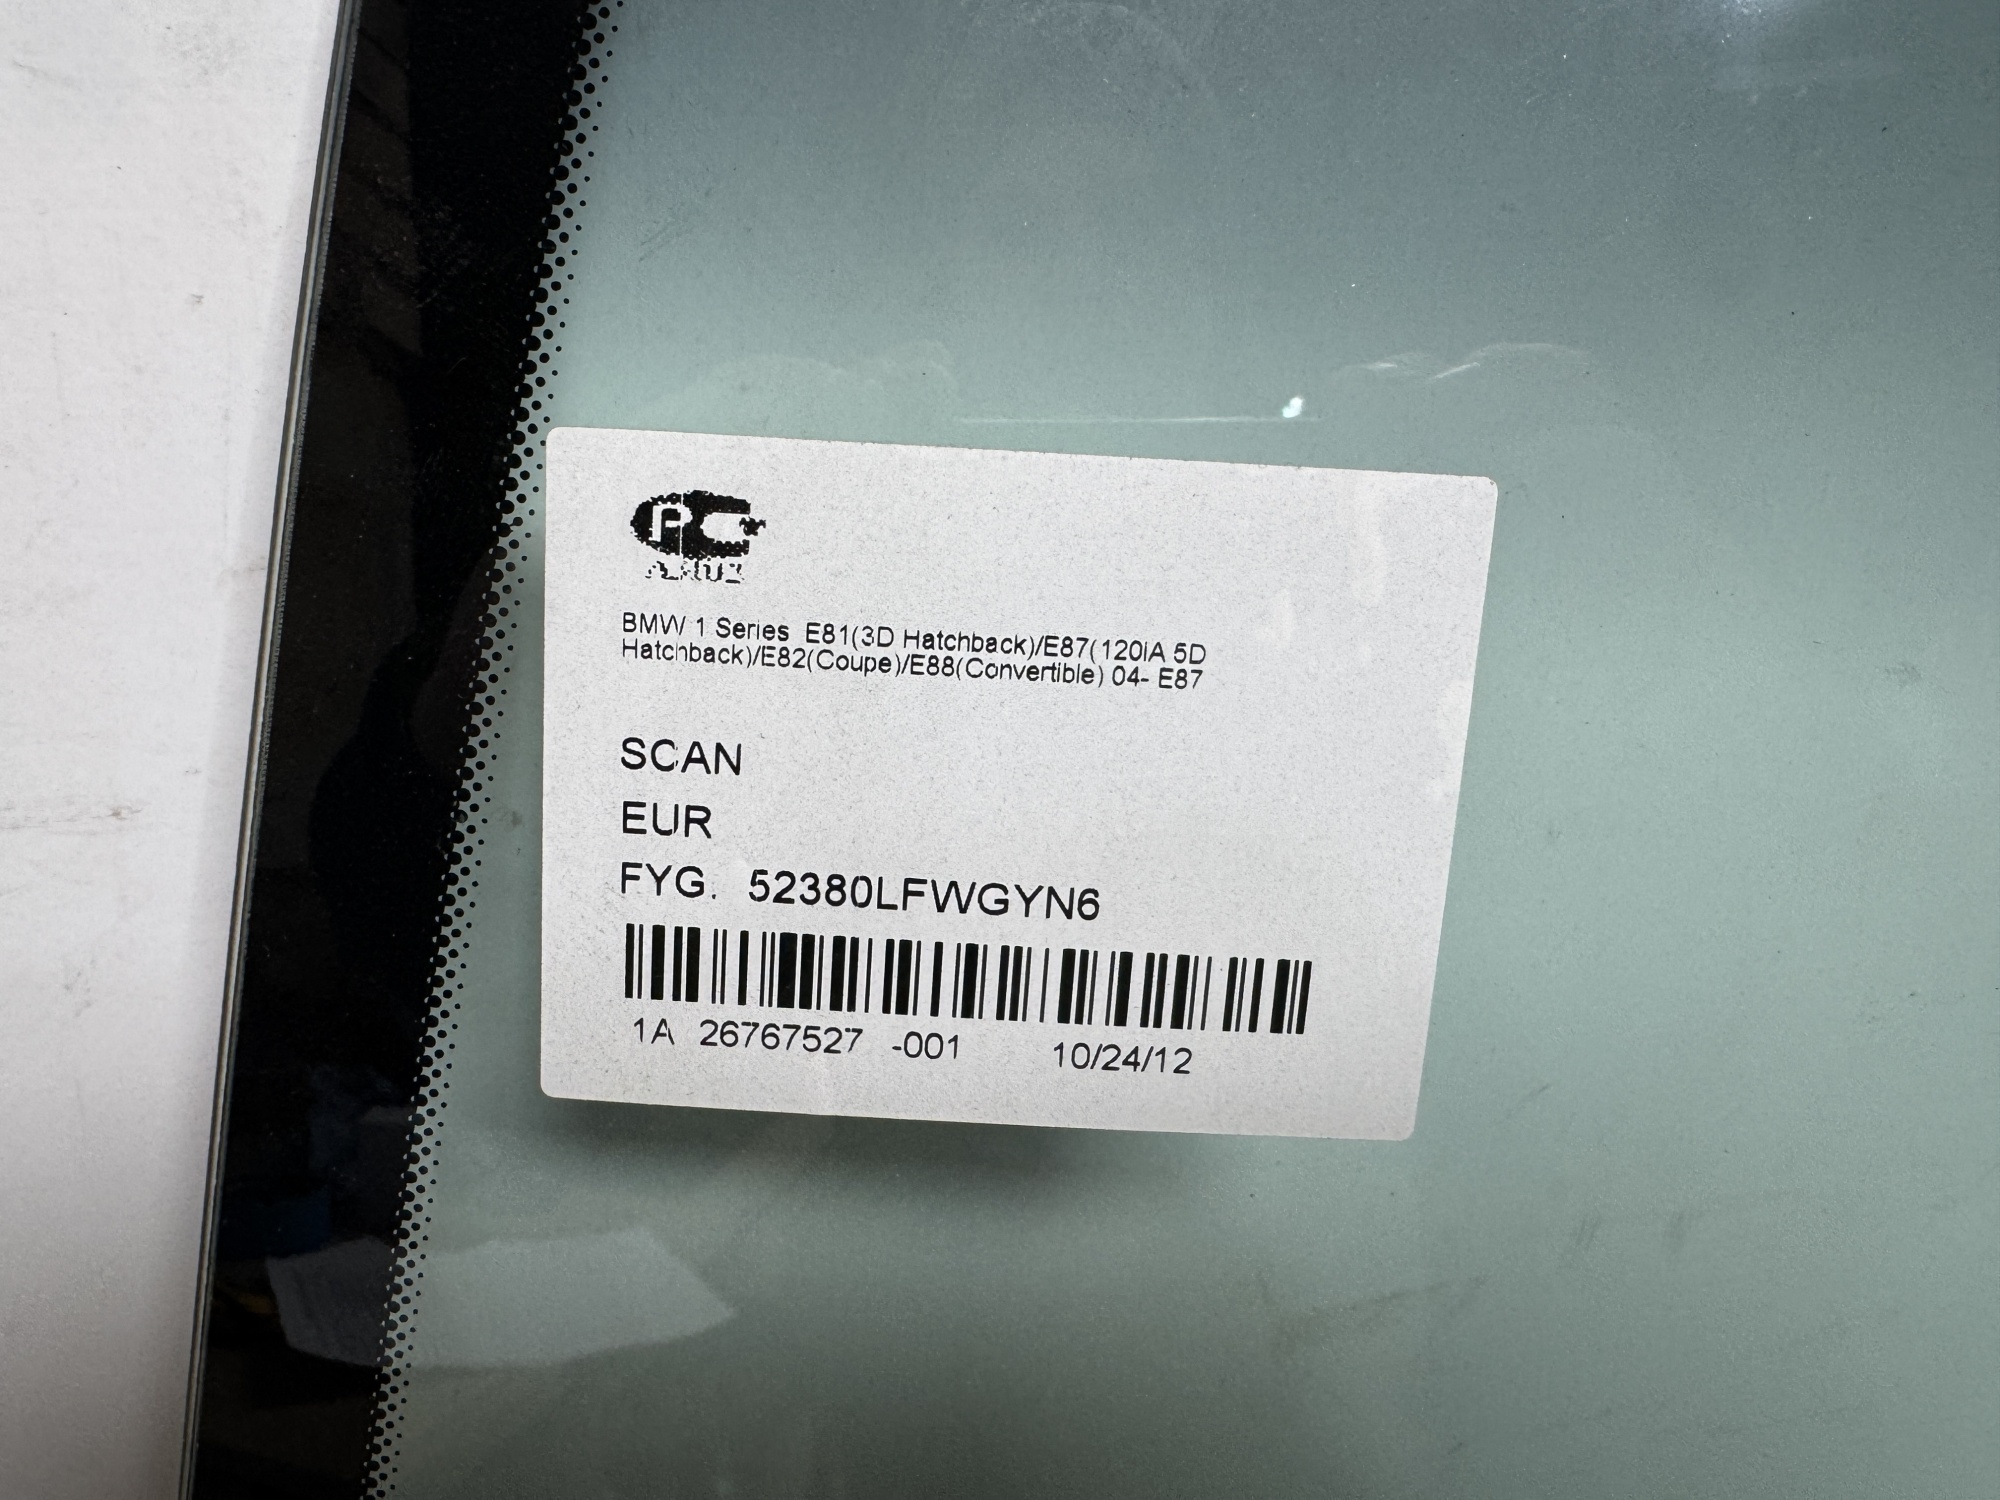 BMW 1 Series E81(3D Hatchback)/E87(120IA 5D
Hatchback)/E82(Coupe)/E88(Convertible) 04- E87
SCAN
EUR
FYG. 52380LFWGYN6
1A 26767527 -001 10/24/12